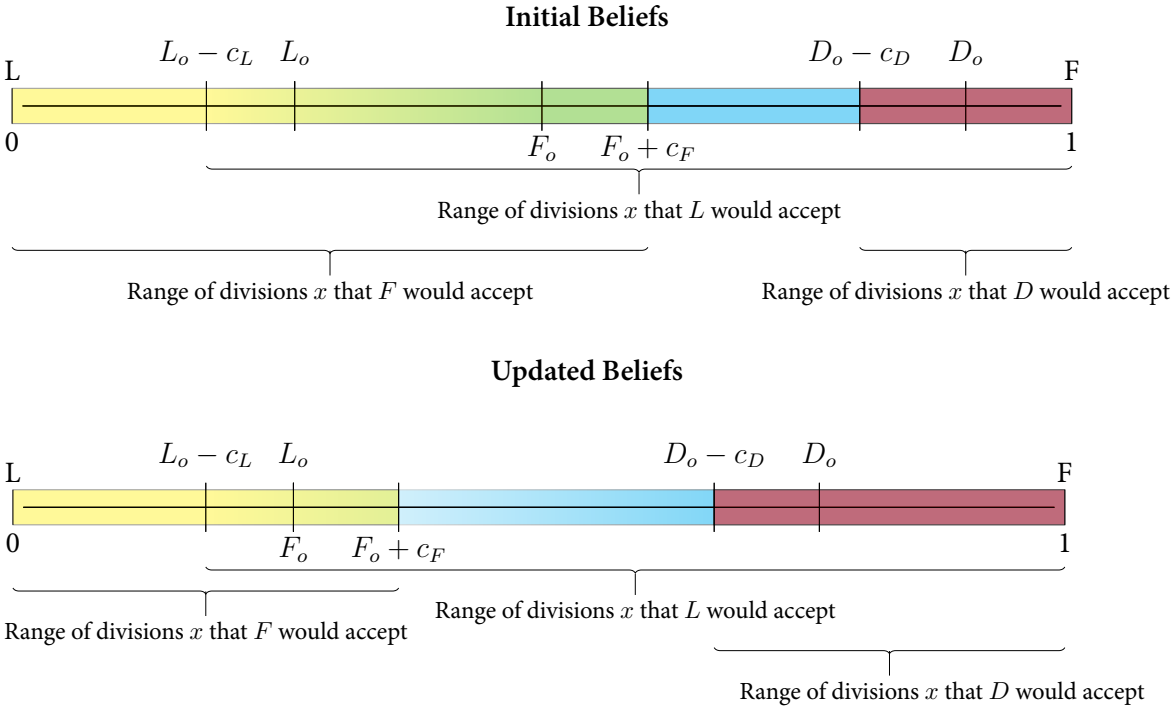 Initial Beliefs
L_o − c_L L_o D_o − c_D D_o
L F
0 F_o F_o + c_F 1
Range of divisions x that L would accept
Range of divisions x that F would accept Range of divisions x that D would accept
Updated Beliefs
L_o − c_L L_o D_o − c_D D_o
L F
0 F_o F_o + c_F 1
Range of divisions x that L would accept
Range of divisions x that F would accept
Range of divisions x that D would accept